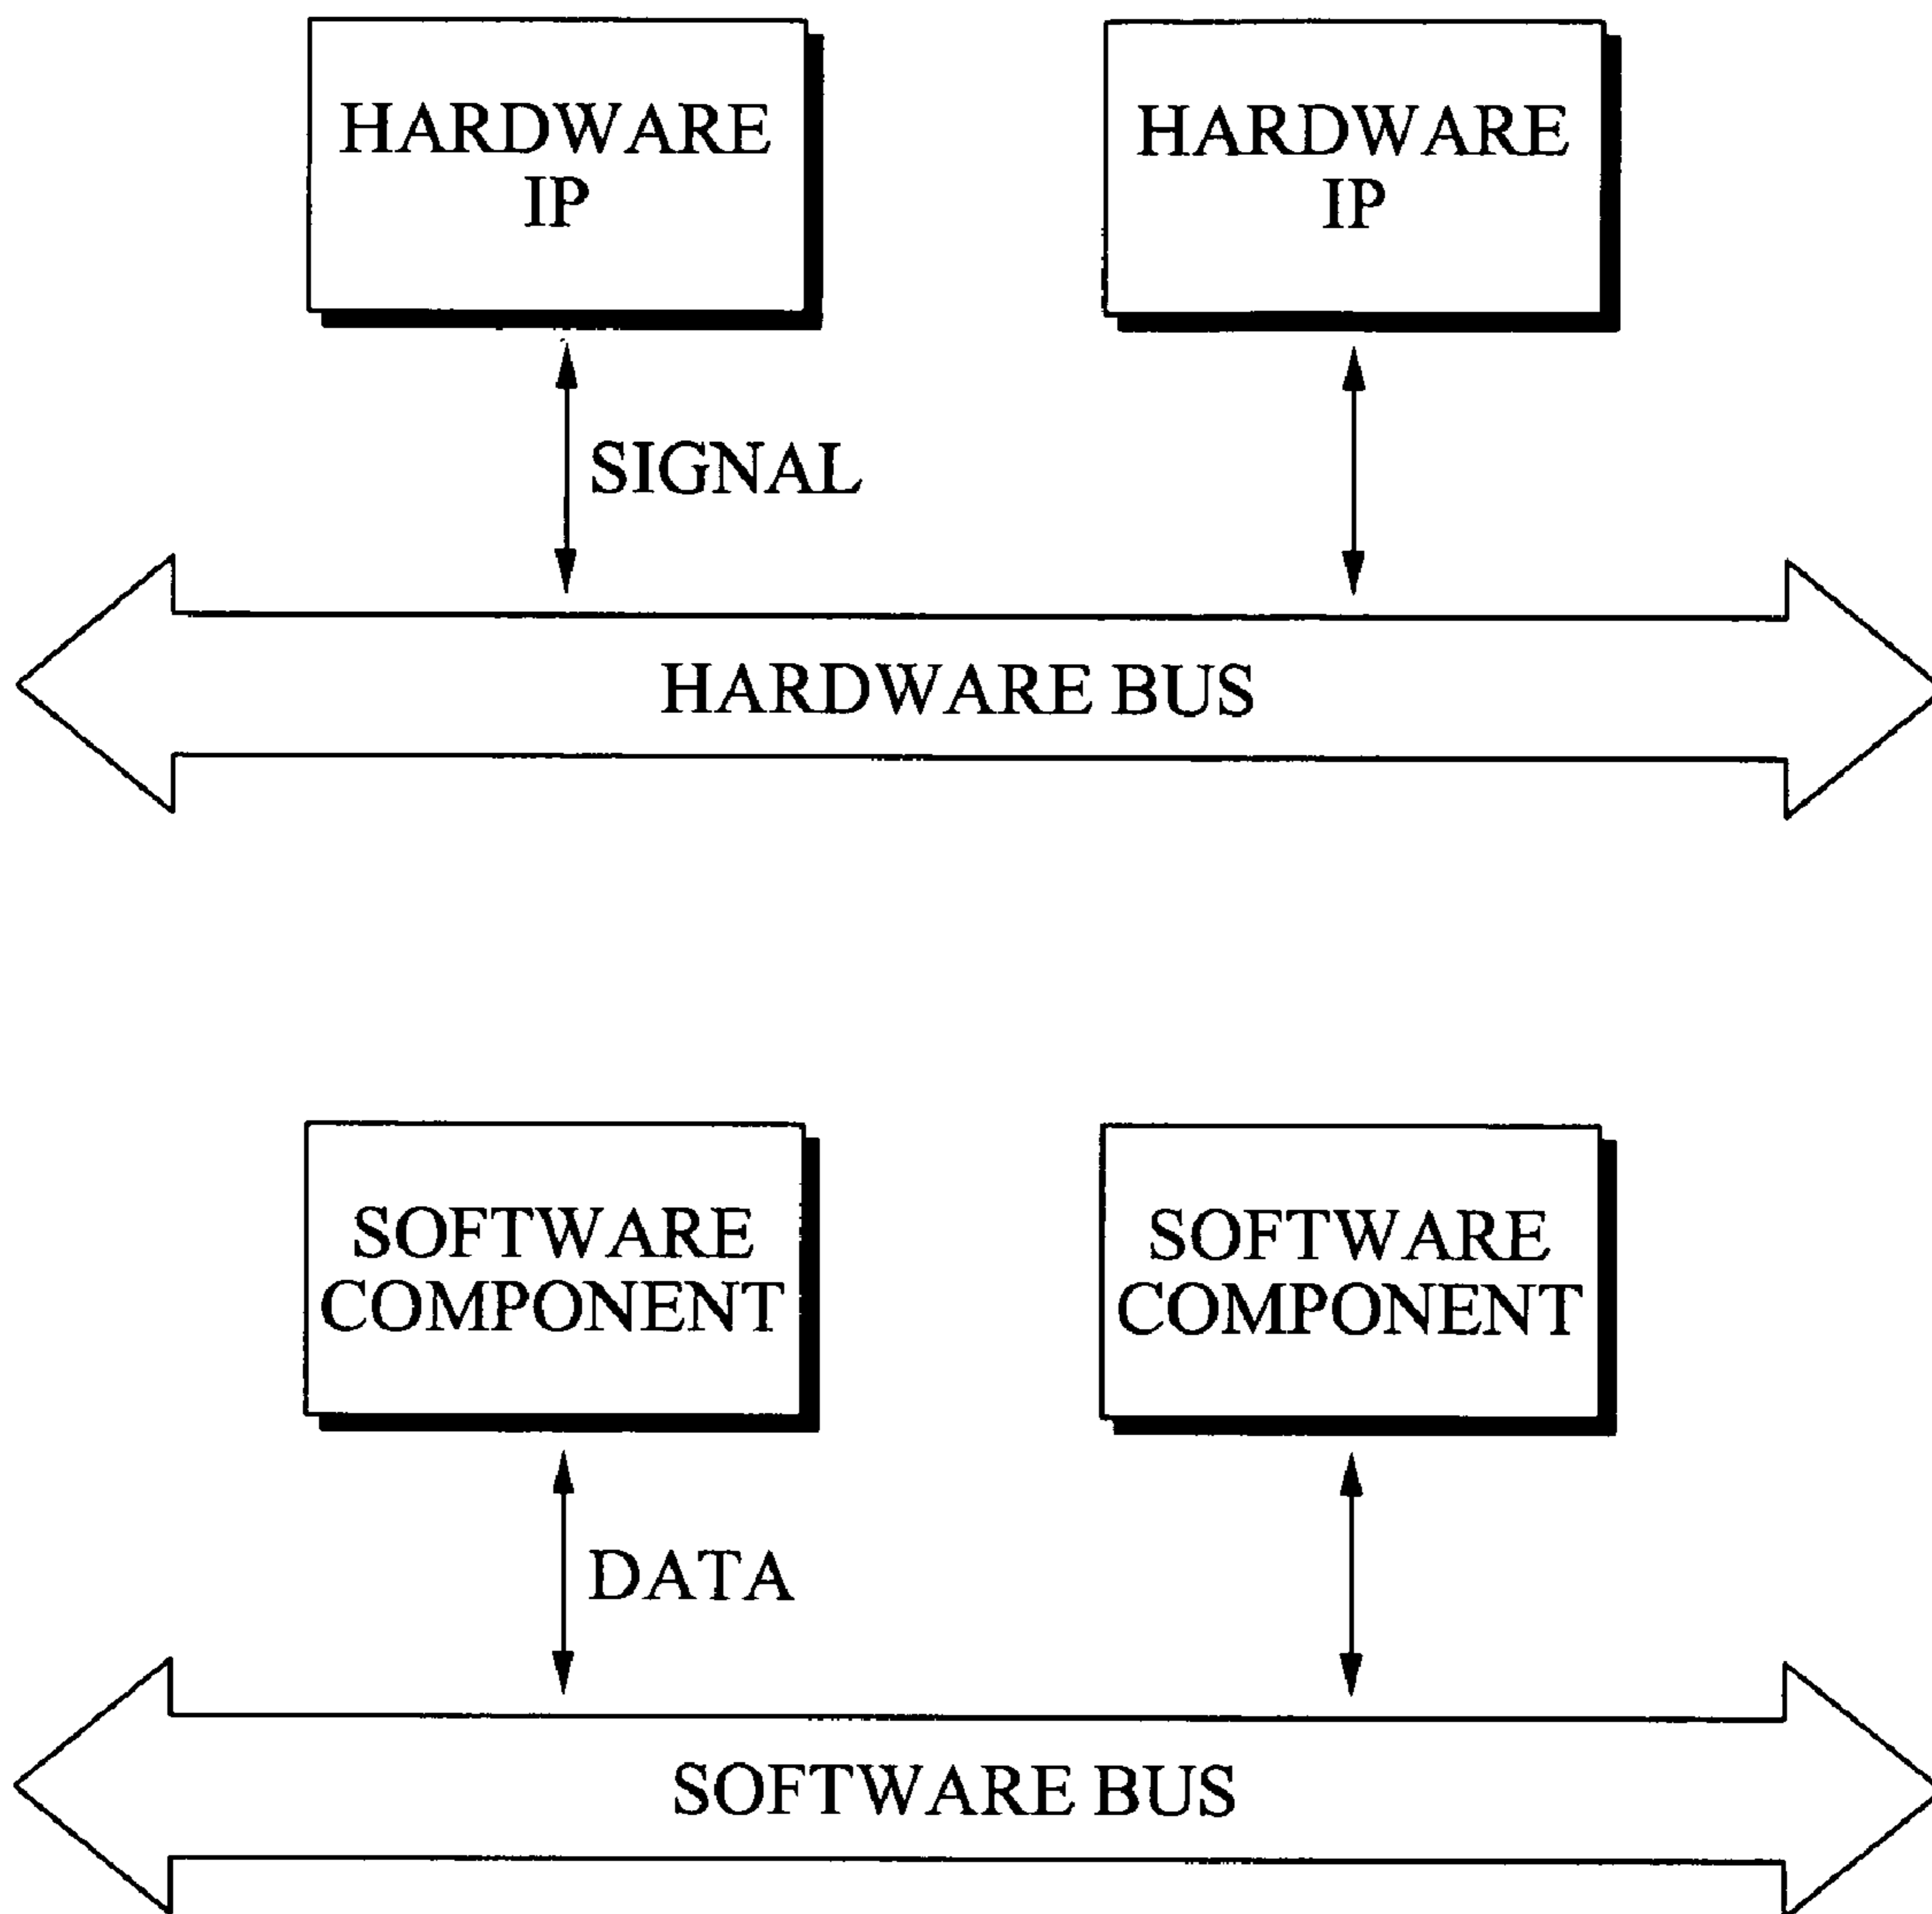 HARDWARE
IP
HARDWARE
IP
SIGNAL
HARDWARE BUS
SOFTWARE
COMPONENT
SOFTWARE
COMPONENT
DATA
SOFTWARE BUS